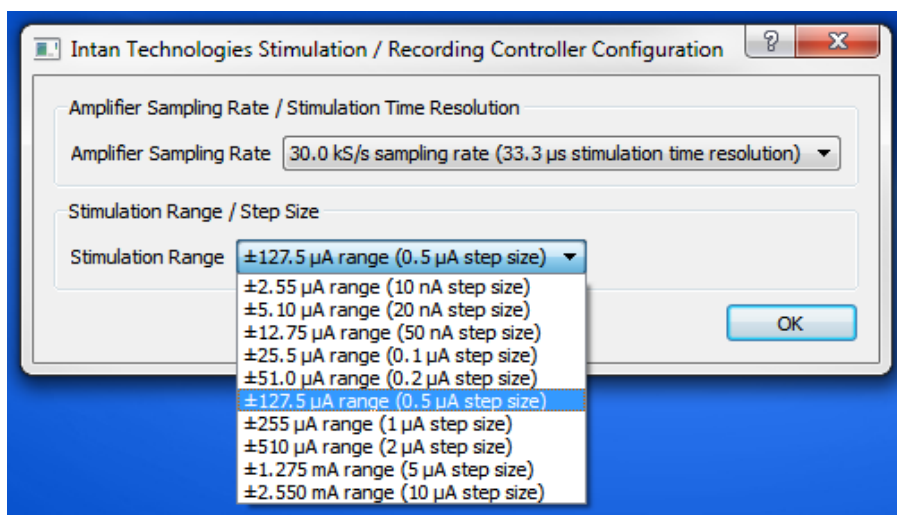 Intan Technologies Stimulation / Recording Controller Configuration
Amplifier Sampling Rate / Stimulation Time Resolution
Amplifier Sampling Rate 30.0 kS/s sampling rate (33.3 µs stimulation time resolution)
Stimulation Range / Step Size
Stimulation Range ±127.5 µA range (0.5 µA step size)
±2.55 µA range (10 nA step size)
±5.10 µA range (20 nA step size)
±12.75 µA range (50 nA step size)
±25.5 µA range (0.1 µA step size)
±51.0 µA range (0.2 µA step size)
±127.5 µA range (0.5 µA step size)
±255 µA range (1 µA step size)
±510 µA range (2 µA step size)
±1.275 mA range (5 µA step size)
±2.550 mA range (10 µA step size)
OK